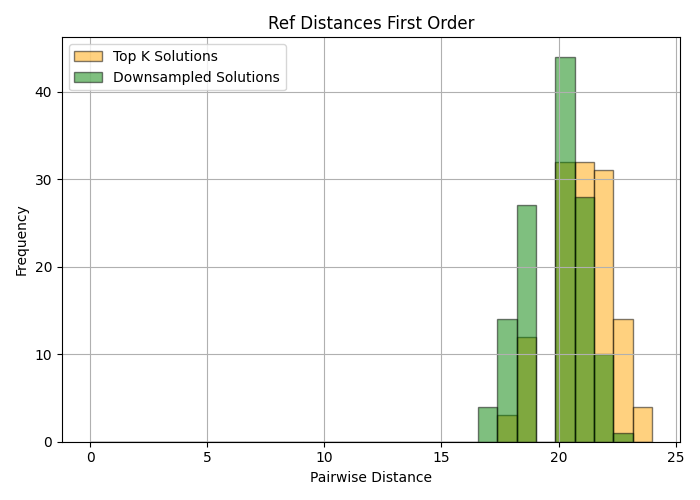 Ref Distances First Order
Top K Solutions
Downsampled Solutions
Frequency
40
30
20
10
0
0 5 10 15 20 25
Pairwise Distance